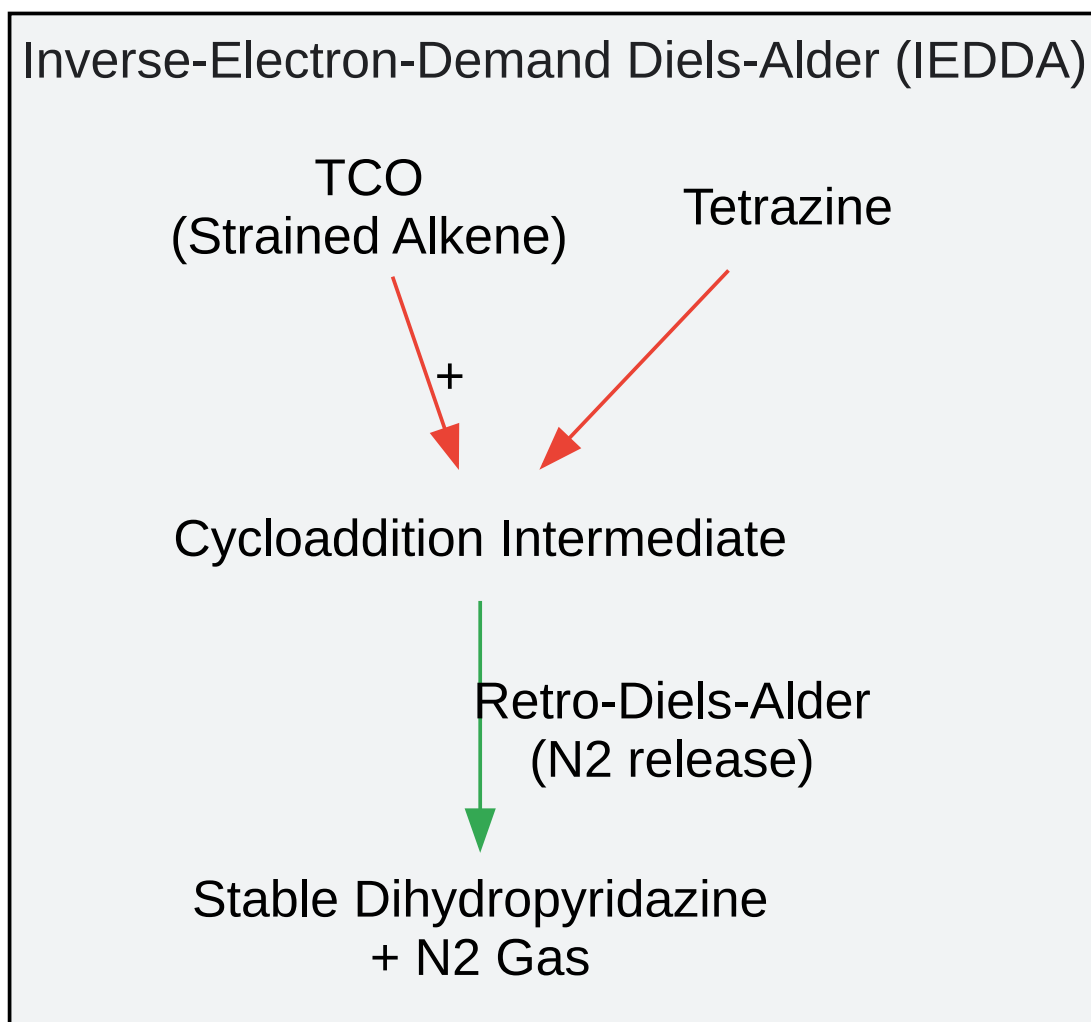 Inverse-Electron-Demand Diels-Alder (IEDDA)
TCO
(Strained Alkene)
Tetrazine
+
Cycloaddition Intermediate
Retro-Diels-Alder
(N2 release)
Stable Dihydropyridazine
+ N2 Gas